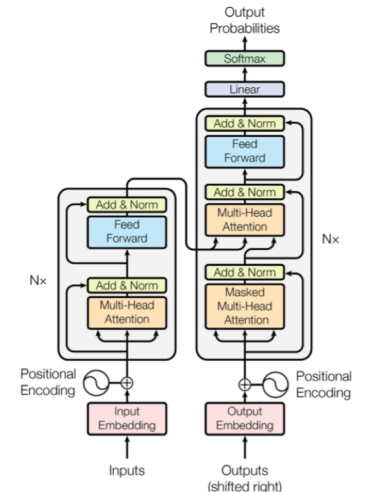 Output
Probabilities
Softmax
Linear
Add & Norm
Feed
Forward
Add & Norm
Multi-Head
Attention
Add & Norm
Masked
Multi-Head
Attention
Nx
Positional
Encoding
Output
Embedding
Outputs
(shifted right)
Add & Norm
Feed
Forward
Add & Norm
Multi-Head
Attention
Nx
Positional
Encoding
Input
Embedding
Inputs